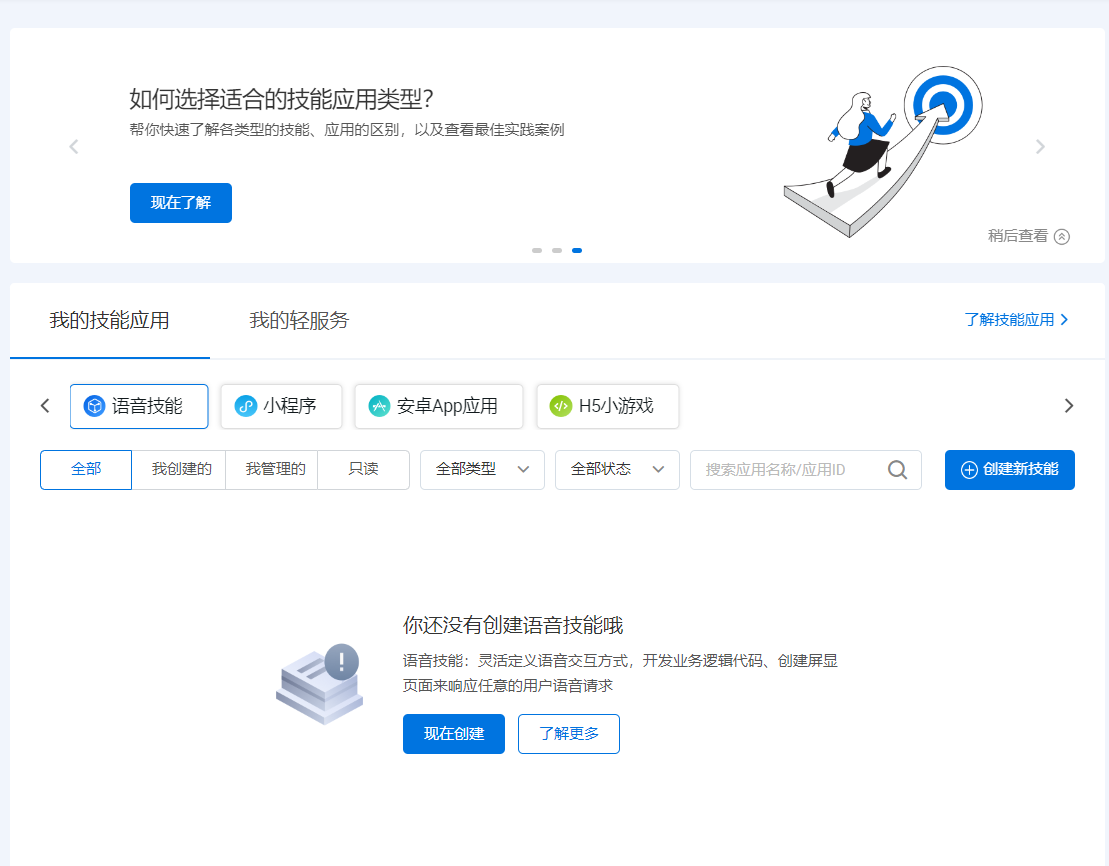 如何选择适合的技能应用类型?
帮你快速了解各类型的技能、应用的区别，以及查看最佳实践案例
现在了解
稍后查看
我的技能应用
我的轻服务
了解技能应用
语音技能
小程序
安卓App应用
H5小游戏
全部
我创建的
我管理的
只读
全部类型
全部状态
搜索应用名称/应用ID
创建新技能
你还没有创建语音技能哦
语音技能：灵活定义语音交互方式，开发业务逻辑代码、创建屏显
页面来响应任意的用户语音请求
现在创建
了解更多